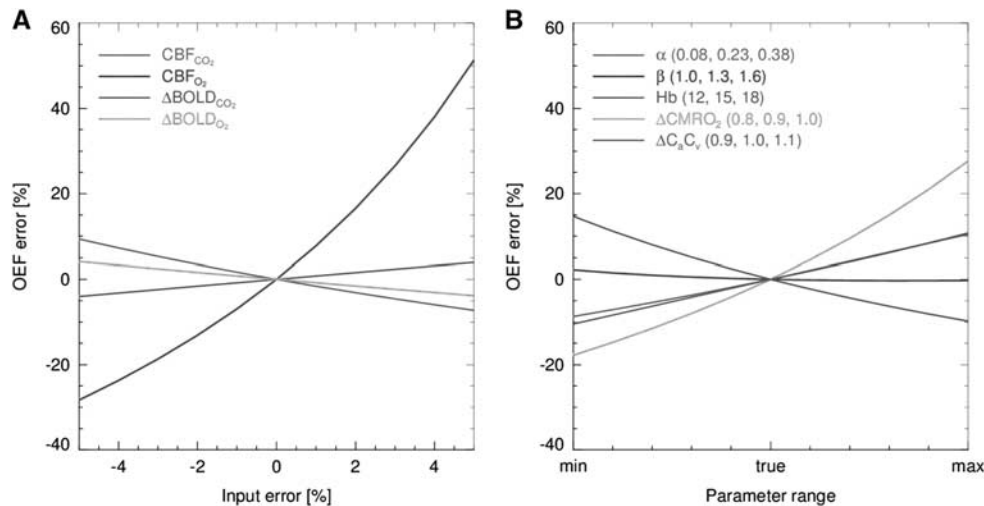 A
60
40
20
0
-20
-40
OEF error [%]
-4
-2
0
2
4
Input error [%]
CBF_CO₂
CBF_O₂
ΔBOLD_CO₂
ΔBOLD_O₂
B
60
40
20
0
-20
-40
OEF error [%]
min
true
max
Parameter range
α (0.08, 0.23, 0.38)
β (1.0, 1.3, 1.6)
Hb (12, 15, 18)
ΔCMRO₂ (0.8, 0.9, 1.0)
ΔCₐCᵥ (0.9, 1.0, 1.1)